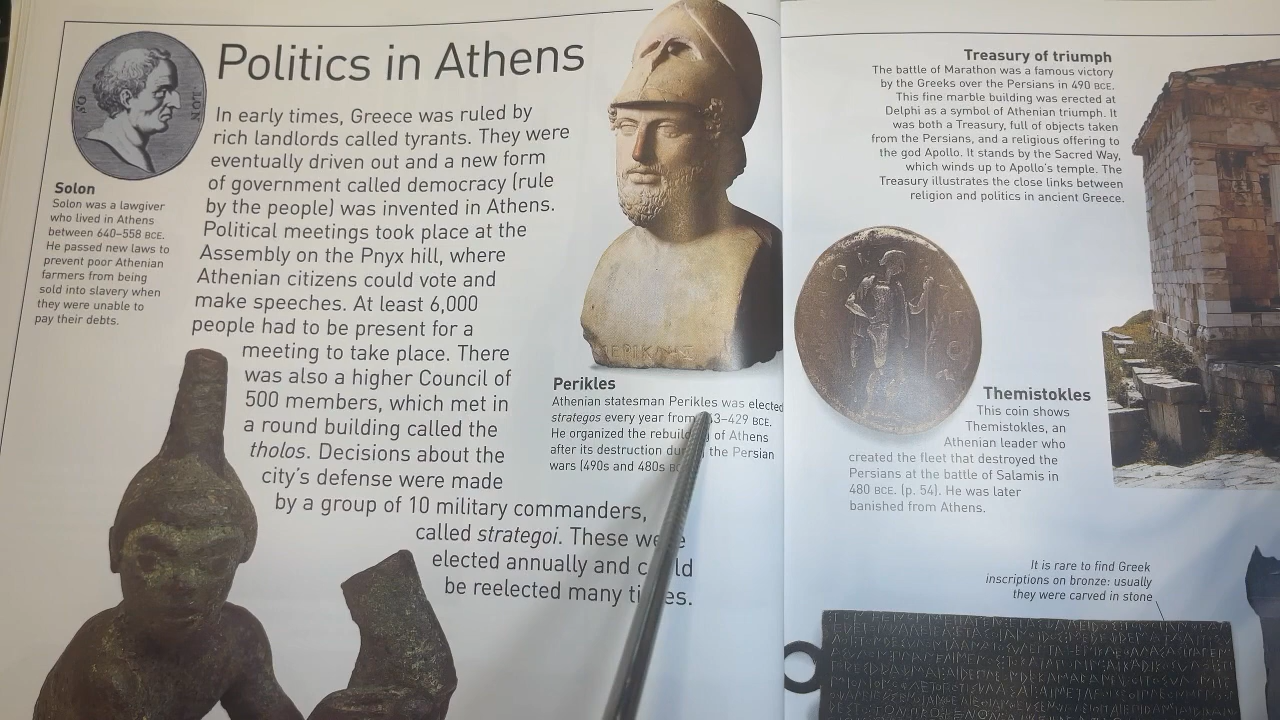 Politics in Athens
In early times, Greece was ruled by
rich landlords called tyrants. They were
eventually driven out and a new form
of government called democracy (rule
by the people) was invented in Athens.
Political meetings took place at the
Assembly on the Pnyx hill, where
Athenian citizens could vote and
make speeches. At least 6,000
people had to be present for a
meeting to take place. There
was also a higher Council of
500 members, which met in
a round building called the
tholos. Decisions about the
city's defense were made
by a group of 10 military commanders,
called strategoi. These were
elected annually and could
be reelected many times.
Solon
Solon was a lawgiver
who lived in Athens
between 640–558 BCE.
He passed new laws to
prevent poor Athenian
farmers from being
sold into slavery when
they were unable to
pay their debts.
Perikles
Athenian statesman Perikles was elected
strategos every year from 3–429 BCE.
He organized the rebuilding of Athens
after its destruction during the Persian
wars (490s and 480s
Treasury of triumph
The battle of Marathon was a famous victory
by the Greeks over the Persians in 490 BCE.
This fine marble building was erected at
Delphi as a symbol of Athenian triumph. It
was both a Treasury, full of objects taken
from the Persians, and a religious offering to
the god Apollo. It stands by the Sacred Way,
which winds up to Apollo's temple. The
Treasury illustrates the close links between
religion and politics in ancient Greece.
Themistokles
This coin shows
Themistokles, an
Athenian leader who
created the fleet that destroyed the
Persians at the battle of Salamis in
480 BCE. (p. 54). He was later
banished from Athens.
It is rare to find Greek
inscriptions on bronze: usually
they were carved in stone